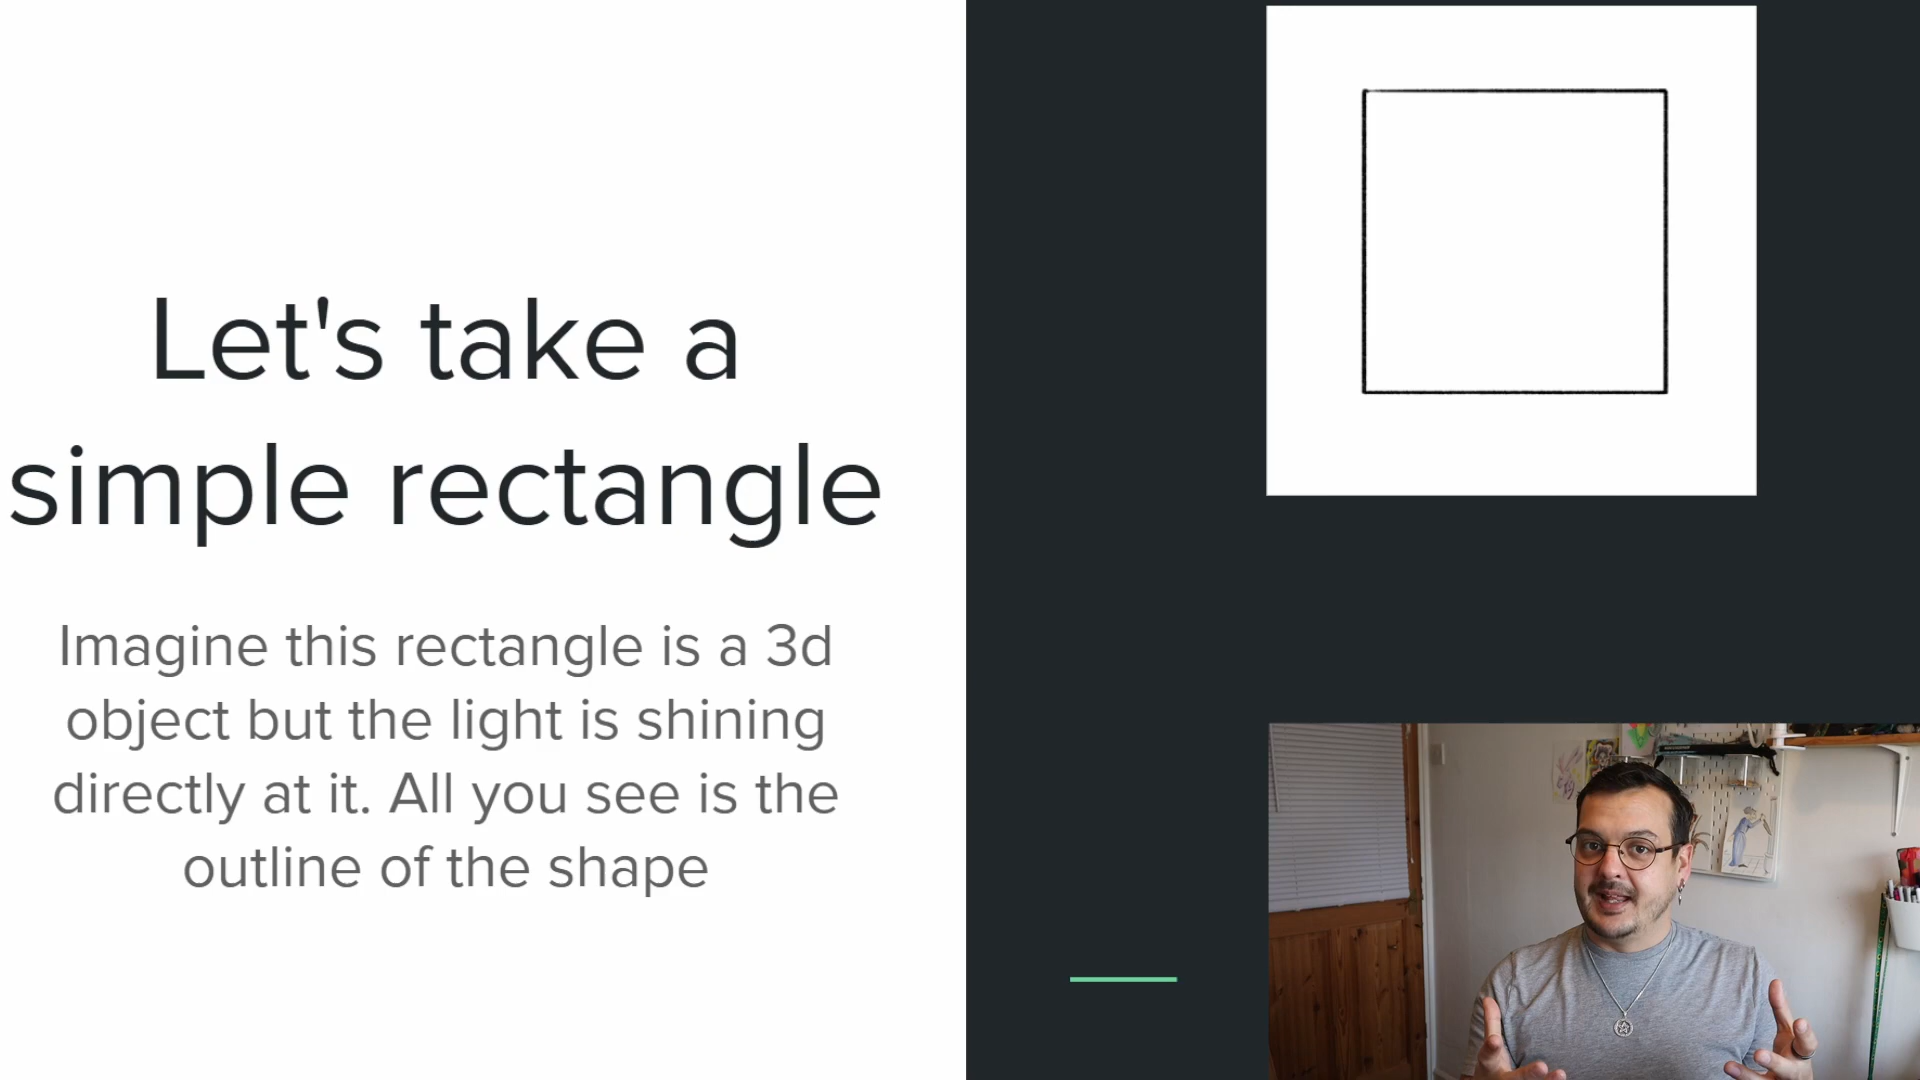 Let's take a
simple rectangle
Imagine this rectangle is a 3d
object but the light is shining
directly at it. All you see is the
outline of the shape